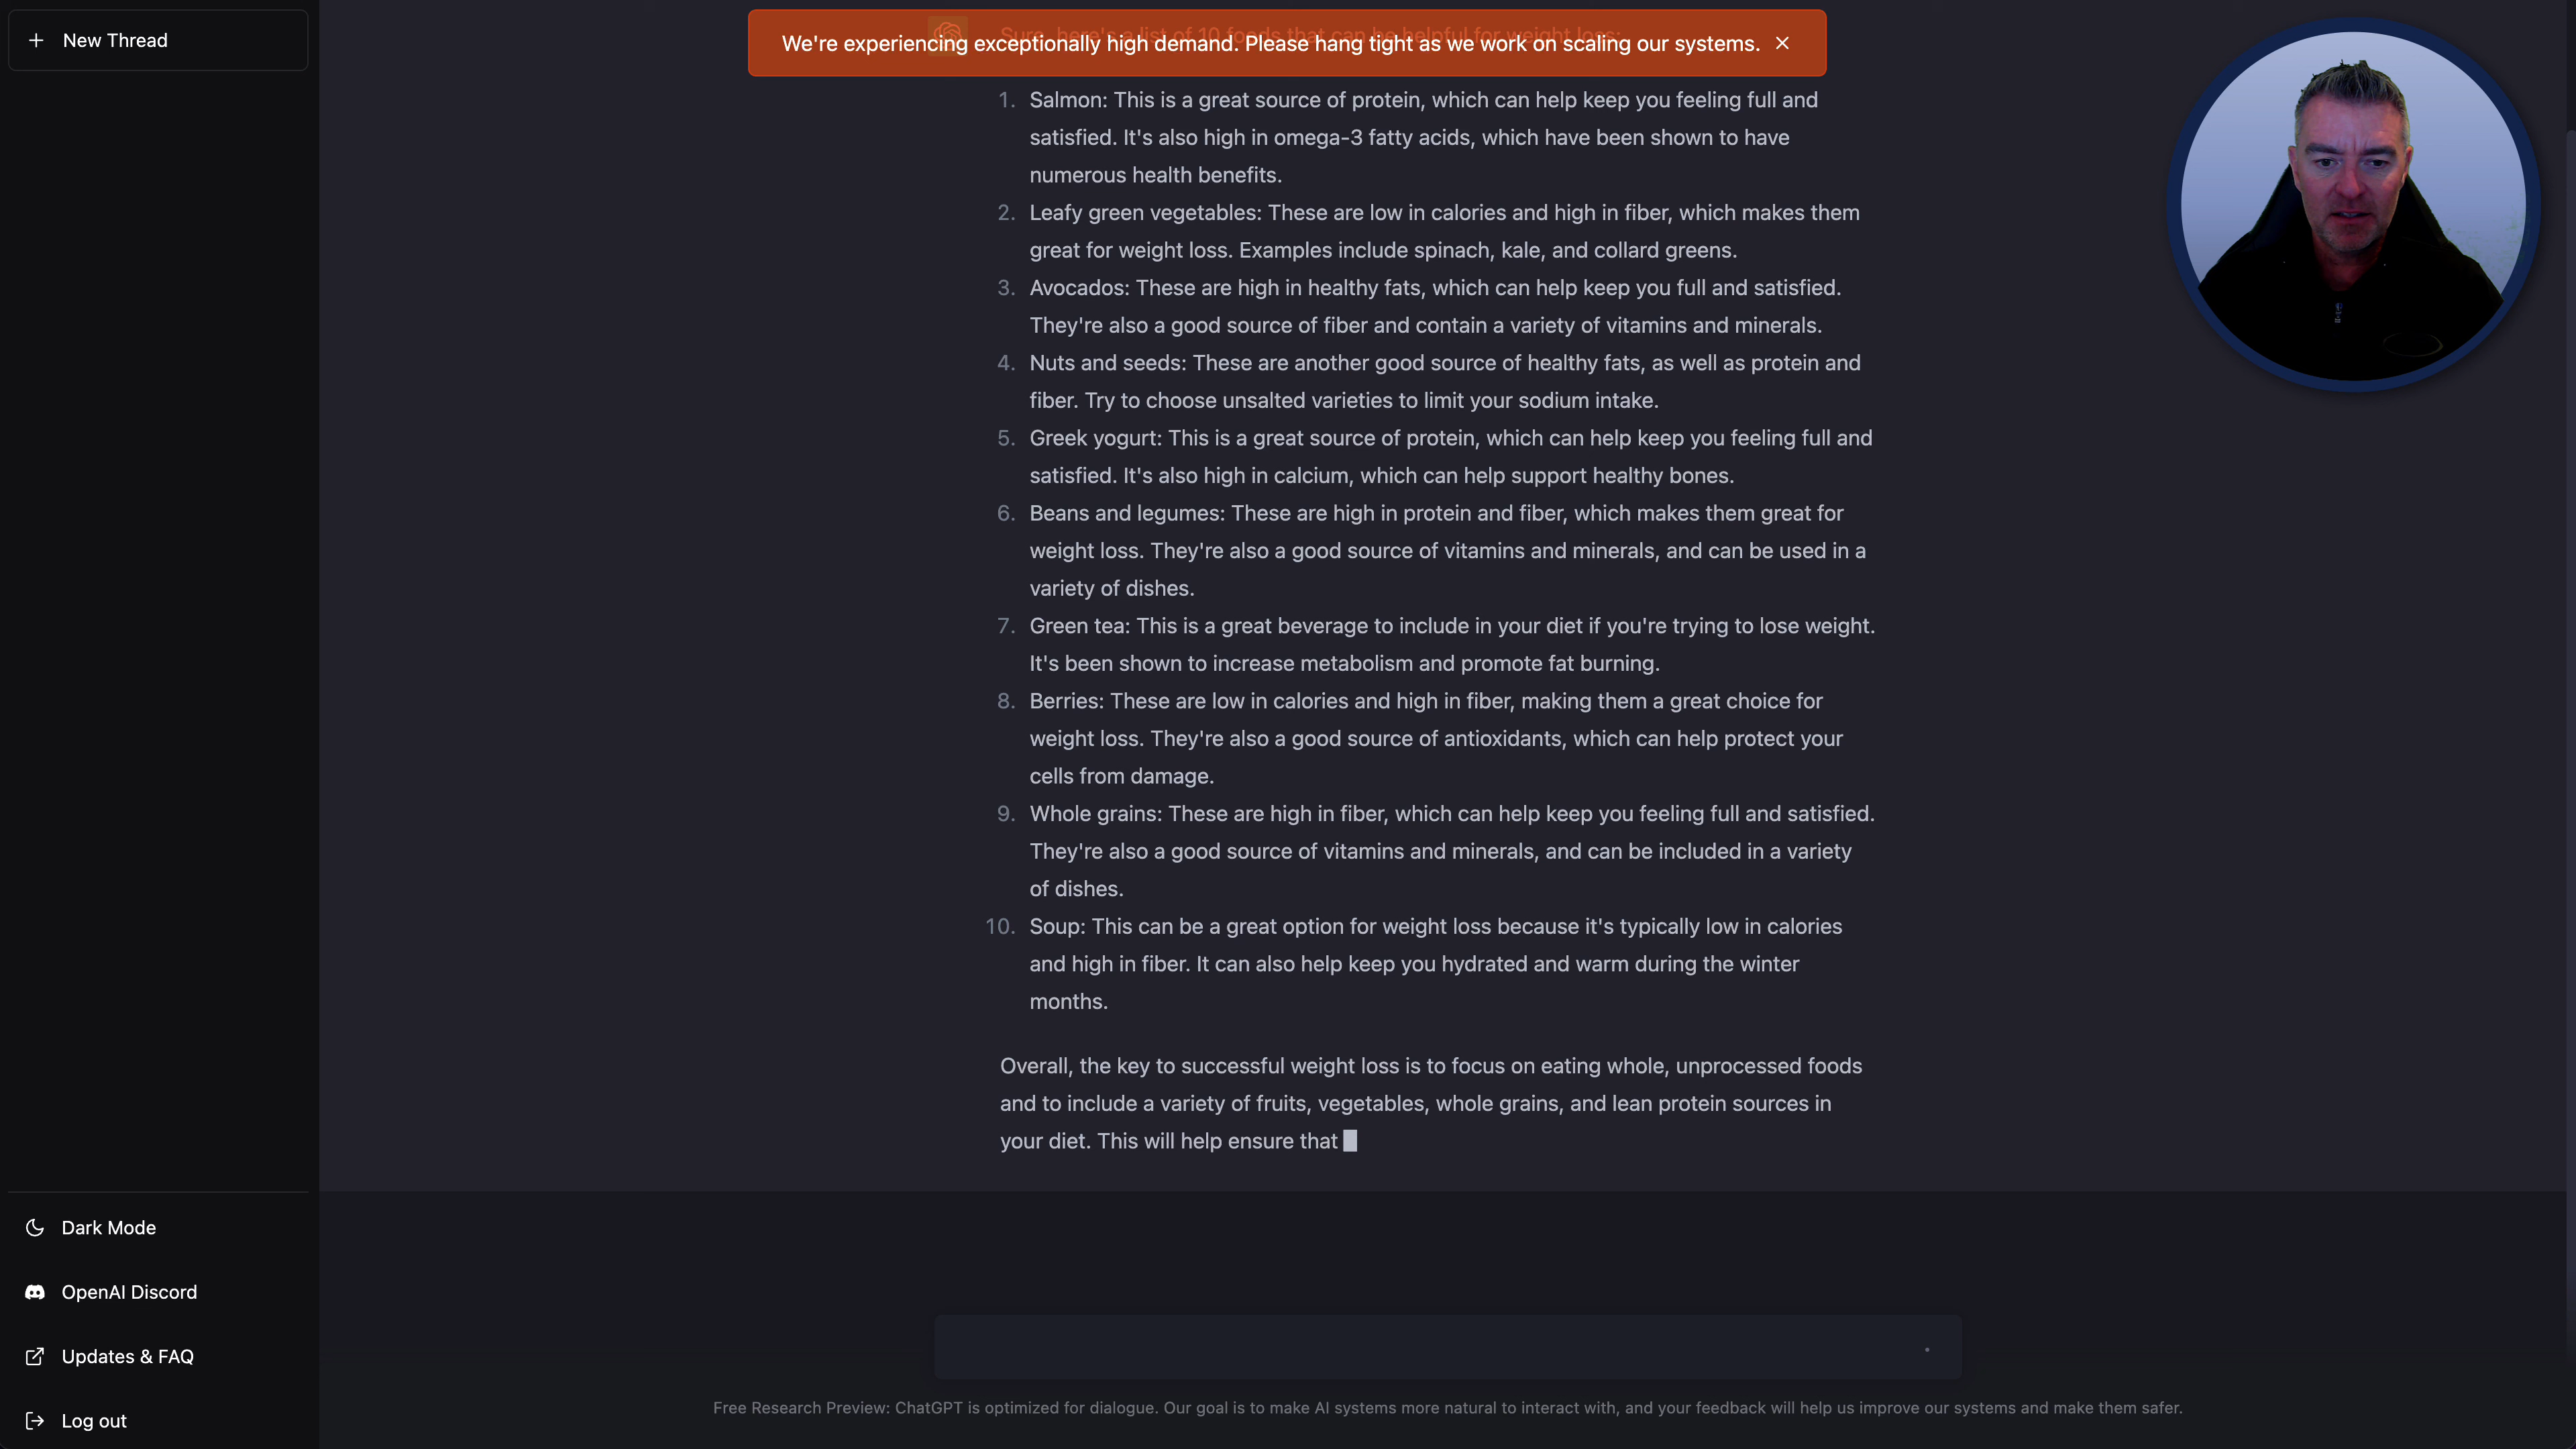 New Thread
Sure, here's a list of 10 foods that can be helpful for weight loss:
We're experiencing exceptionally high demand. Please hang tight as we work on scaling our systems.
1. Salmon: This is a great source of protein, which can help keep you feeling full and
satisfied. It's also high in omega-3 fatty acids, which have been shown to have
numerous health benefits.
2. Leafy green vegetables: These are low in calories and high in fiber, which makes them
great for weight loss. Examples include spinach, kale, and collard greens.
3. Avocados: These are high in healthy fats, which can help keep you full and satisfied.
They're also a good source of fiber and contain a variety of vitamins and minerals.
4. Nuts and seeds: These are another good source of healthy fats, as well as protein and
fiber. Try to choose unsalted varieties to limit your sodium intake.
5. Greek yogurt: This is a great source of protein, which can help keep you feeling full and
satisfied. It's also high in calcium, which can help support healthy bones.
6. Beans and legumes: These are high in protein and fiber, which makes them great for
weight loss. They're also a good source of vitamins and minerals, and can be used in a
variety of dishes.
7. Green tea: This is a great beverage to include in your diet if you're trying to lose weight.
It's been shown to increase metabolism and promote fat burning.
8. Berries: These are low in calories and high in fiber, making them a great choice for
weight loss. They're also a good source of antioxidants, which can help protect your
cells from damage.
9. Whole grains: These are high in fiber, which can help keep you feeling full and satisfied.
They're also a good source of vitamins and minerals, and can be included in a variety
of dishes.
10. Soup: This can be a great option for weight loss because it's typically low in calories
and high in fiber. It can also help keep you hydrated and warm during the winter
months.
Overall, the key to successful weight loss is to focus on eating whole, unprocessed foods
and to include a variety of fruits, vegetables, whole grains, and lean protein sources in
your diet. This will help ensure that
Dark Mode
OpenAI Discord
Updates & FAQ
Log out
Free Research Preview: ChatGPT is optimized for dialogue. Our goal is to make AI systems more natural to interact with, and your feedback will help us improve our systems and make them safer.